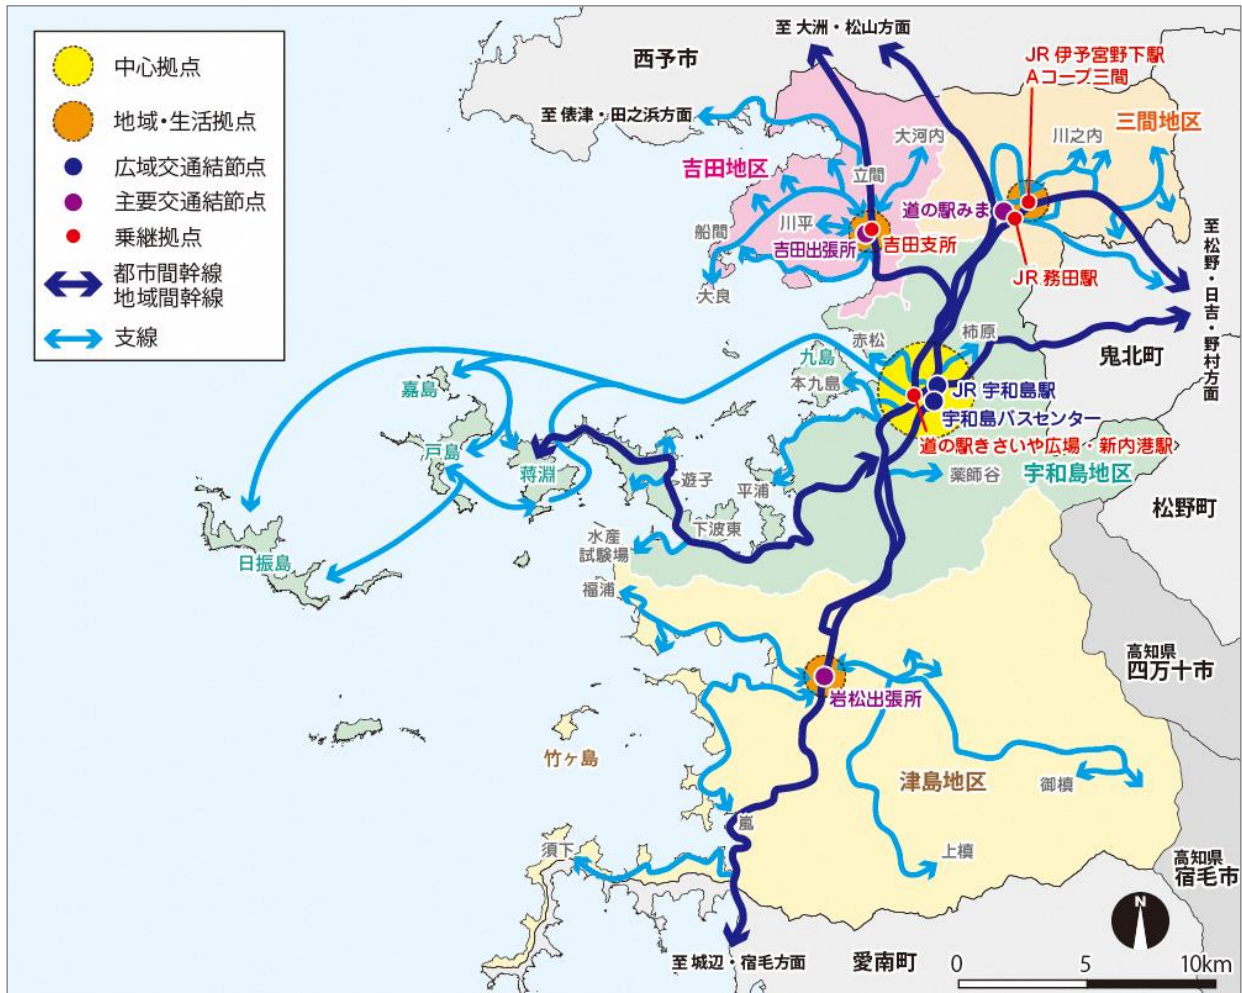 中心拠点
地域・生活拠点
広域交通結節点
主要交通結節点
乗継拠点
都市間幹線
地域間幹線
支線
至 大洲・松山方面
西予市
JR 伊予宮野下駅
Aコープ三間
至 俵津・田之浜方面
大河内
川之内
三間地区
吉田地区
立間
道の駅みま
船間
川平
吉田出張所
吉田支所
JR 務田駅
大良
至 松野・日吉・野村方面
鬼北町
赤松
柿原
九島
本九島
嘉島
JR 宇和島駅
宇和島バスセンター
道の駅きさいや広場・新内港駅
戸島
蒋淵
遊子
平浦
薬師谷
宇和島地区
松野町
下波東
水産
試験場
日振島
福浦
高知県
四万十市
岩松出張所
竹ヶ島
津島地区
御槙
嵐
須下
上槙
高知県
宿毛市
N
至 城辺・宿毛方面
愛南町
0 5 10km